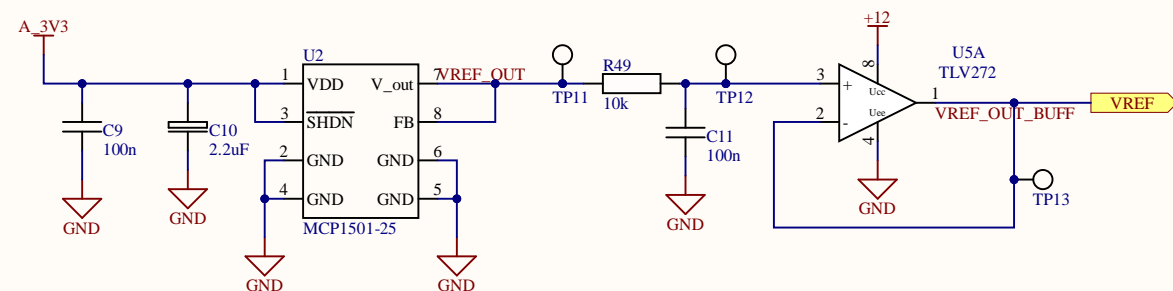 A_3V3
+12
U2
U5A
TLV272
R49
10k
1 VDD
V_out 7
VREF_OUT
TP11
TP12
3 +
8
Ucc
1
VREF
3 SHDN
FB 8
2 -
Uee
VREF_OUT_BUFF
C9
100n
C10
2.2uF
C11
100n
4
2 GND
GND 6
4 GND
GND 5
TP13
GND
GND
GND
GND
MCP1501-25
GND
GND